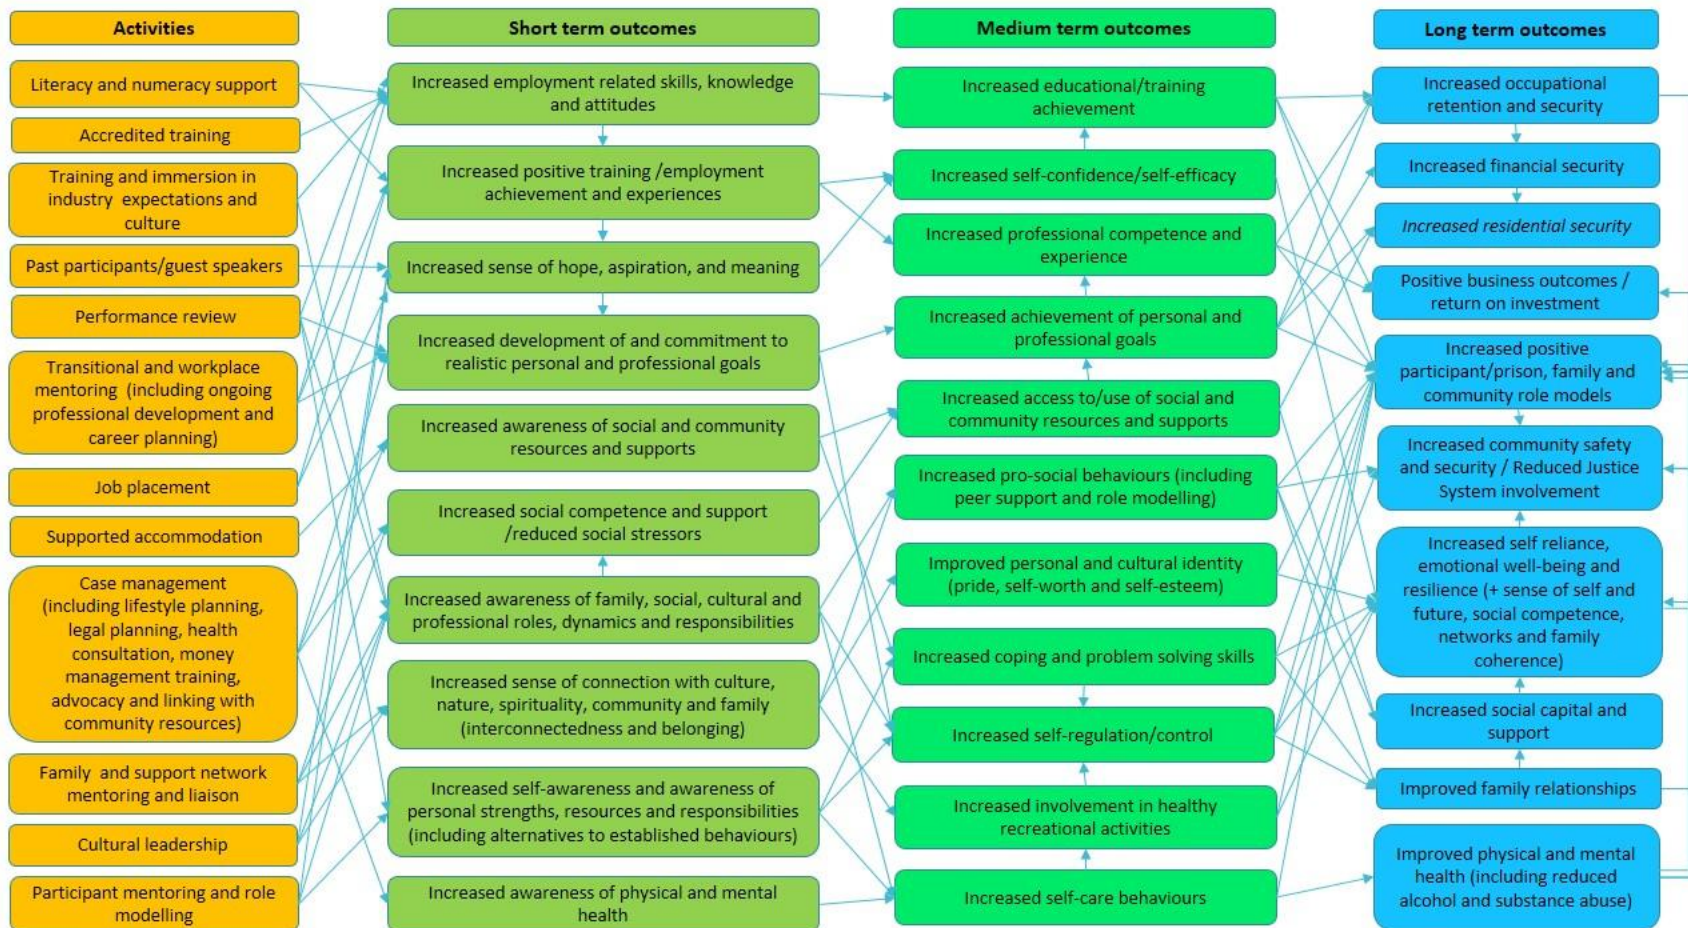 Activities
Literacy and numeracy support
Accredited training
Training and immersion in
industry expectations and
culture
Past participants/guest speakers
Performance review
Transitional and workplace
mentoring (including ongoing
professional development and
career planning)
Job placement
Supported accommodation
Case management
(including lifestyle planning,
legal planning, health
consultation, money
management training,
advocacy and linking with
community resources)
Family and support network
mentoring and liaison
Cultural leadership
Participant mentoring and role
modelling
Short term outcomes
Increased employment related skills, knowledge
and attitudes
Increased positive training /employment
achievement and experiences
Increased sense of hope, aspiration, and meaning
Increased development of and commitment to
realistic personal and professional goals
Increased awareness of social and community
resources and supports
Increased social competence and support
/reduced social stressors
Increased awareness of family, social, cultural and
professional roles, dynamics and responsibilities
Increased sense of connection with culture,
nature, spirituality, community and family
(interconnectedness and belonging)
Increased self-awareness and awareness of
personal strengths, resources and responsibilities
(including alternatives to established behaviours)
Increased awareness of physical and mental
health
Medium term outcomes
Increased educational/training
achievement
Increased self-confidence/self-efficacy
Increased professional competence and
experience
Increased achievement of personal and
professional goals
Increased access to/use of social and
community resources and supports
Increased pro-social behaviours (including
peer support and role modelling)
Improved personal and cultural identity
(pride, self-worth and self-esteem)
Increased coping and problem solving skills
Increased self-regulation/control
Increased involvement in healthy
recreational activities
Increased self-care behaviours
Long term outcomes
Increased occupational
retention and security
Increased financial security
Increased residential security
Positive business outcomes /
return on investment
Increased positive
participant/prison, family and
community role models
Increased community safety
and security / Reduced Justice
System involvement
Increased self reliance,
emotional well-being and
resilience (+ sense of self and
future, social competence,
networks and family
coherence)
Increased social capital and
support
Improved family relationships
Improved physical and mental
health (including reduced
alcohol and substance abuse)